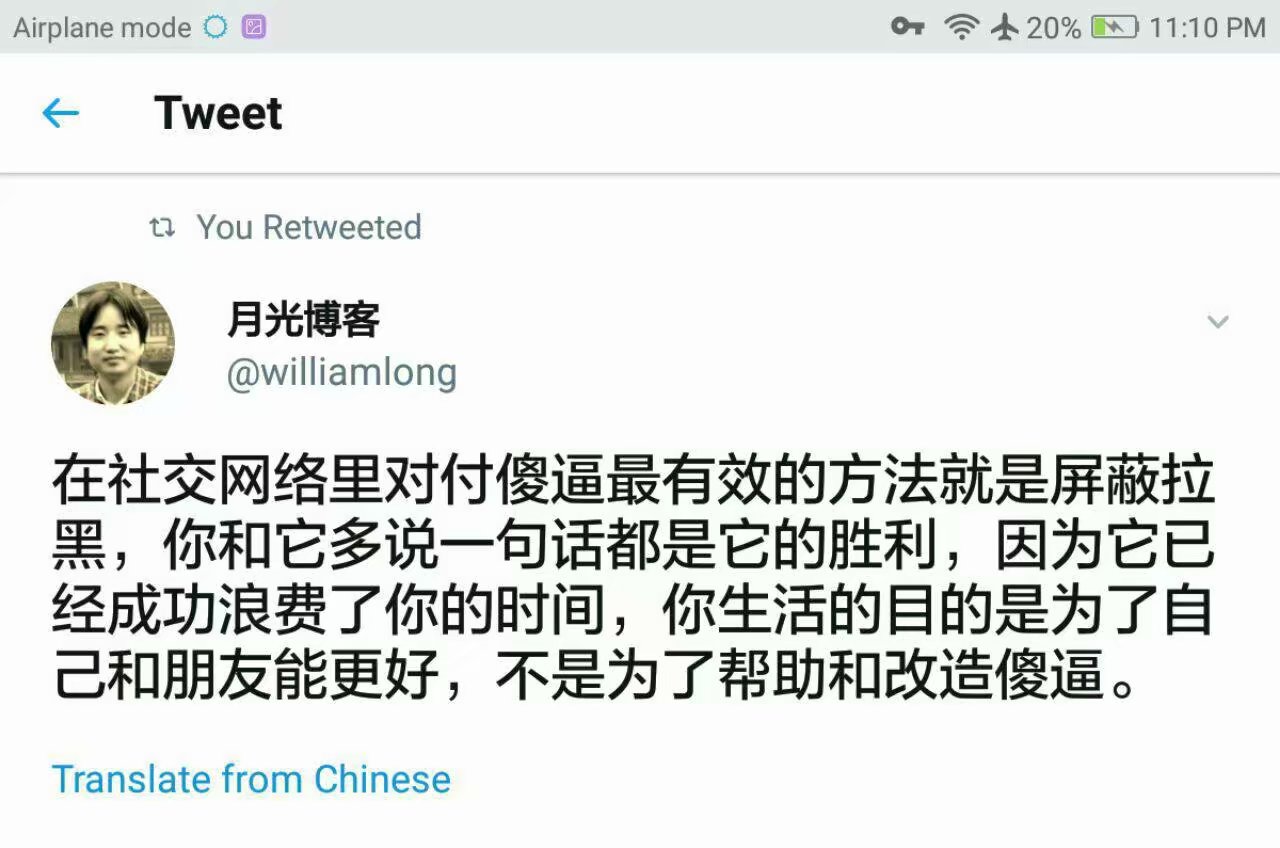 Airplane mode 20% 11:10 PM
Tweet
You Retweeted
月光博客
@williamlong
在社交网络里对付傻逼最有效的方法就是屏蔽拉
黑，你和它多说一句话都是它的胜利，因为它已
经成功浪费了你的时间，你生活的目的是为了自
己和朋友能更好，不是为了帮助和改造傻逼。
Translate from Chinese